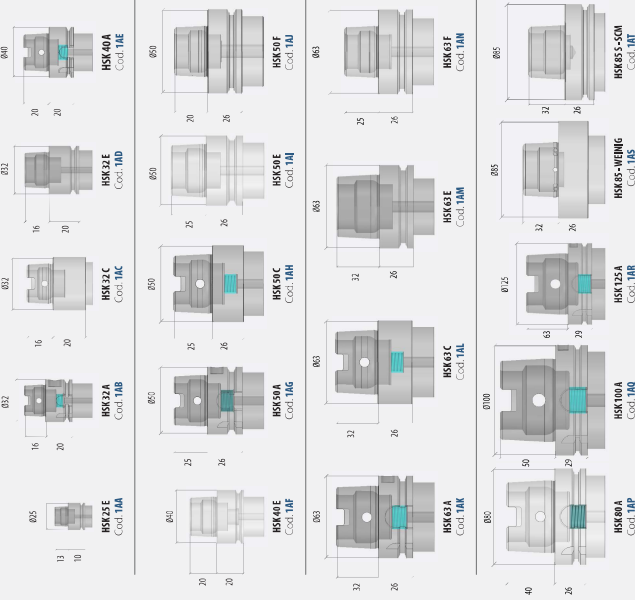 Ø25
13
10
HSK 25 E
Cod. 1AA
Ø32
16
20
HSK 32 A
Cod. 1AB
Ø32
16
20
HSK 32 C
Cod. 1AC
Ø32
16
20
HSK 32 E
Cod. 1AD
Ø40
20
20
HSK 40 A
Cod. 1AE
Ø40
20
20
HSK 40 E
Cod. 1AF
Ø50
25
26
HSK 50 A
Cod. 1AG
Ø50
25
26
HSK 50 C
Cod. 1AH
Ø50
25
26
HSK 50 E
Cod. 1AI
Ø50
20
26
HSK 50 F
Cod. 1AJ
Ø63
32
26
HSK 63 A
Cod. 1AK
Ø63
32
26
HSK 63 C
Cod. 1AL
Ø63
32
26
HSK 63 E
Cod. 1AM
Ø63
25
26
HSK 63 F
Cod. 1AN
Ø80
40
26
HSK 80 A
Cod. 1AP
Ø100
50
29
HSK 100 A
Cod. 1AQ
Ø125
63
29
HSK 125 A
Cod. 1AR
Ø85
32
26
HSK 85 - WEINIG
Cod. 1AS
Ø85
32
26
HSK 85 S - SCM
Cod. 1AT